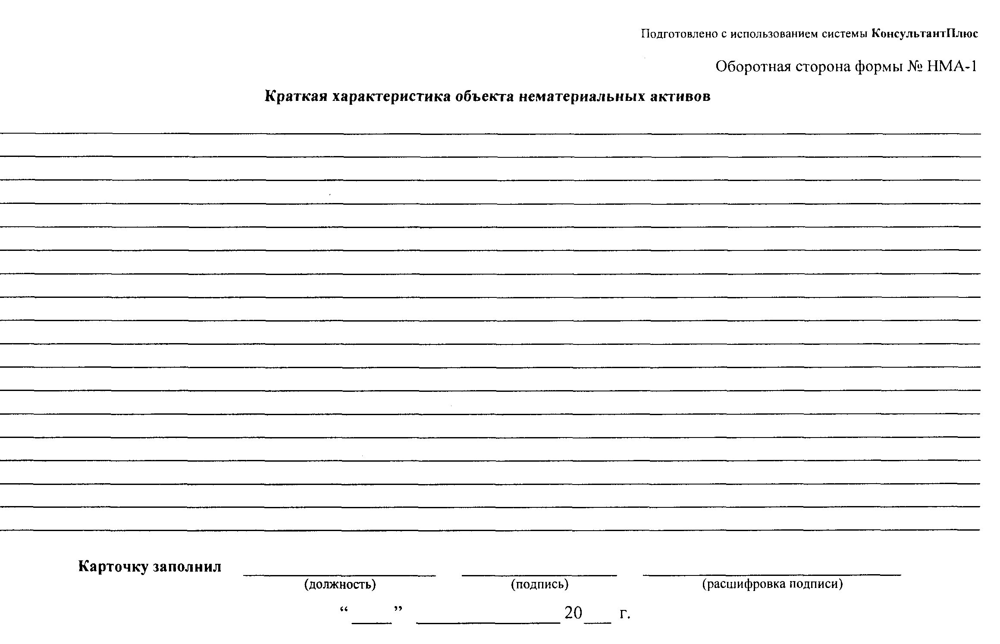 Подготовлено с использованием системы КонсультантПлюс
Оборотная сторона формы № НМА-1
Краткая характеристика объекта нематериальных активов
Карточку заполнил
(должность) (подпись) (расшифровка подписи)
“ ” 20 г.